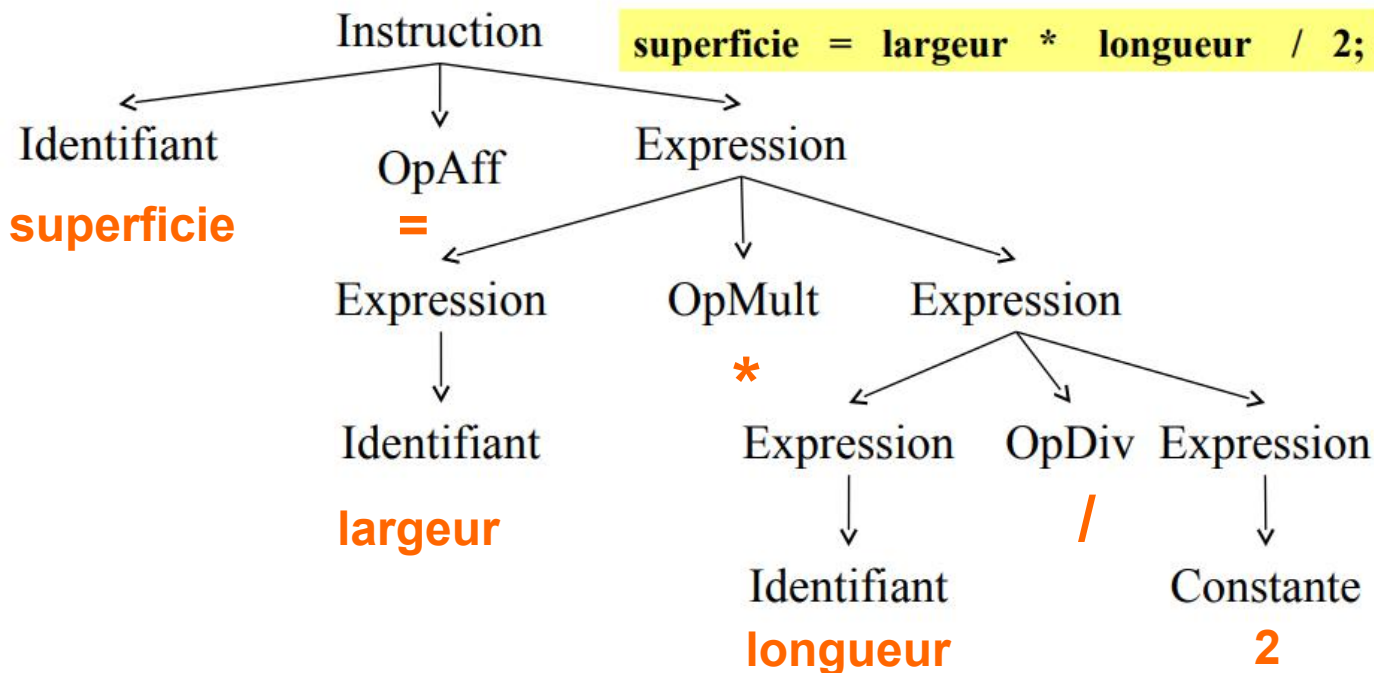 Instruction
superficie = largeur * longueur / 2;
Identifiant
OpAff
Expression
superficie
=
Expression
OpMult
Expression
*
Identifiant
Expression
OpDiv
Expression
largeur
/
Identifiant
Constante
longueur
2